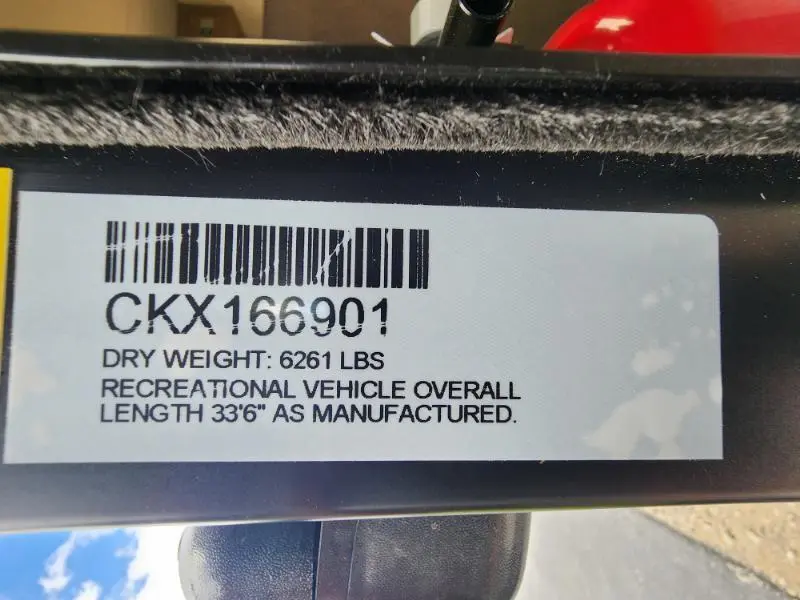 CKX166901
DRY WEIGHT: 6261 LBS
RECREATIONAL VEHICLE OVERALL
LENGTH 33'6" AS MANUFACTURED.